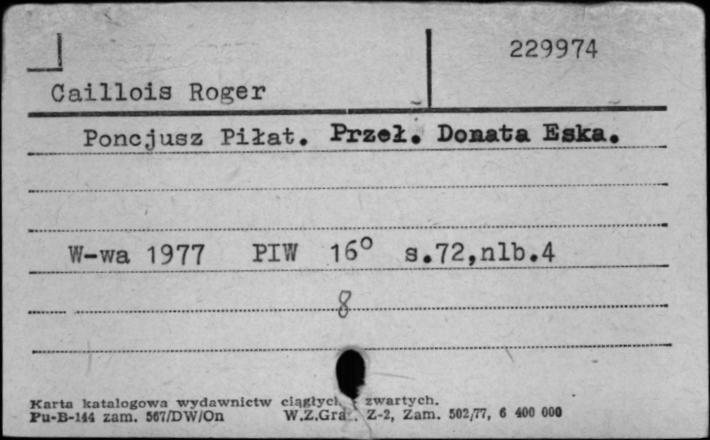 229974
Caillois Roger
Poncjusz Piłat. Przeł. Donata Eska.
W-wa 1977 PIW 16° s.72,nlb.4
8
Karta katalogowa wydawnictw zwartych.
Pu-B-144 zam. 567/DW/On W.Z.Gra Z-2, Zam. 502/77, 6 400 000